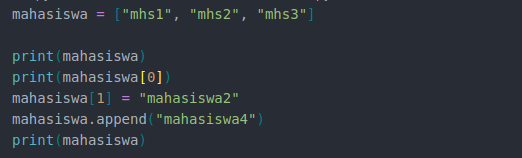 mahasiswa = ["mhs1", "mhs2", "mhs3"]
print(mahasiswa)
print(mahasiswa[0])
mahasiswa[1] = "mahasiswa2"
mahasiswa.append("mahasiswa4")
print(mahasiswa)